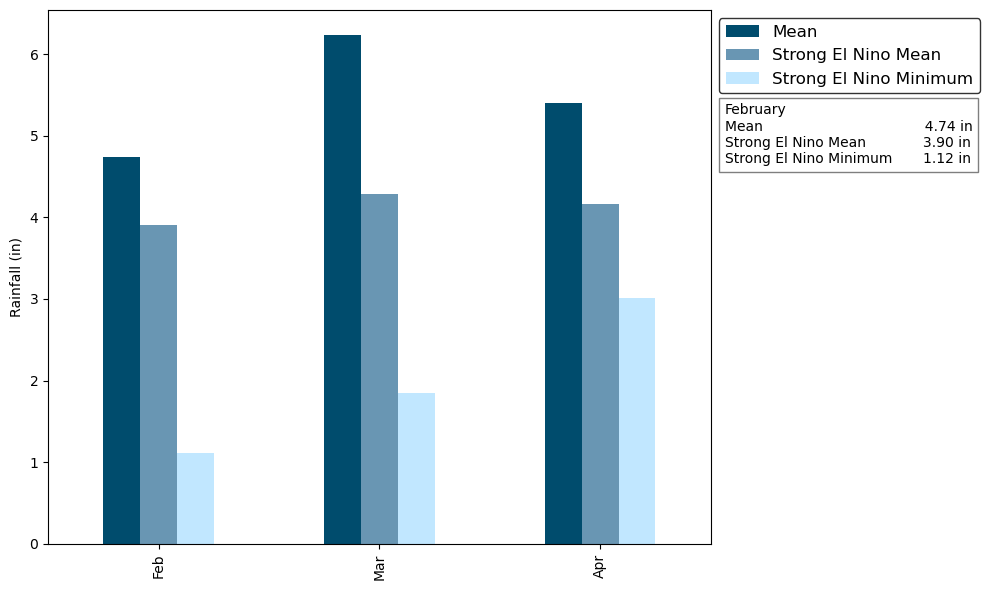 Mean
Strong El Nino Mean
Strong El Nino Minimum
February
Mean 4.74 in
Strong El Nino Mean 3.90 in
Strong El Nino Minimum 1.12 in
Rainfall (in)
6
5
4
3
2
1
0
Feb
Mar
Apr